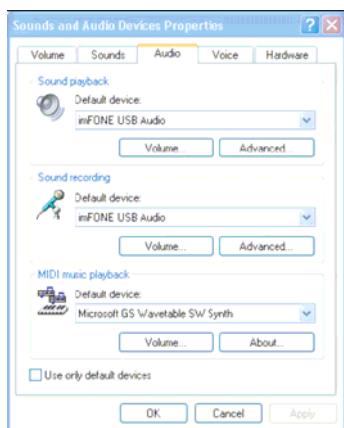 Sounds and Audio Devices Properties
Volume Sounds Audio Voice Hardware
Sound playback
Default device:
imFONE USB Audio
Volume... Advanced...
Sound recording
Default device:
imFONE USB Audio
Volume... Advanced...
MIDI music playback
Default device:
Microsoft GS Wavetable SW Synth
Volume... About...
Use only default devices
OK Cancel Apply